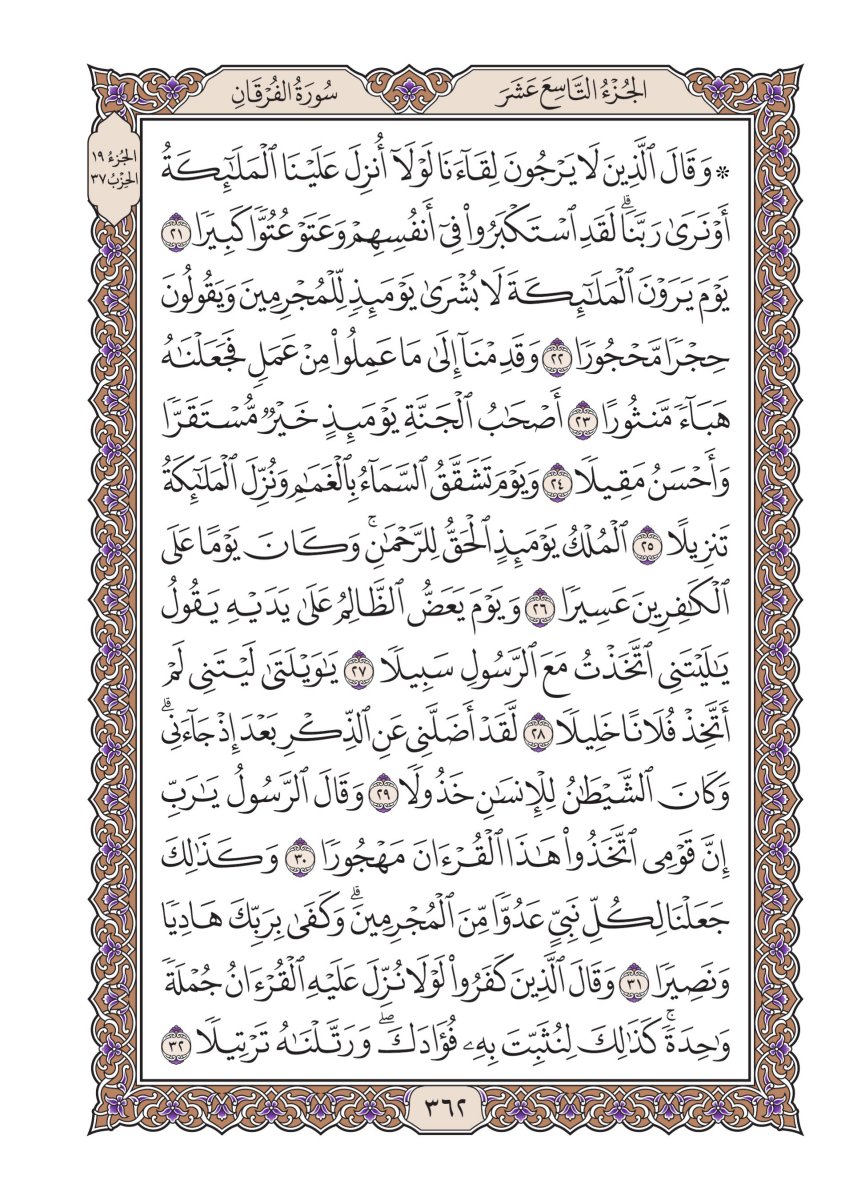 الجُزْءُ التَّاسِعَ عَشَرَ
سُورَةُ الفُرْقَانِ
الجُزءُ ١٩
الحِزْبُ ٣٧
۞ وَقَالَ ٱلَّذِينَ لَا يَرْجُونَ لِقَآءَنَا لَوْلَآ أُنزِلَ عَلَيْنَا ٱلْمَلَـٰٓئِكَةُ
أَوْ نَرَىٰ رَبَّنَاۗ لَقَدِ ٱسْتَكْبَرُوا۟ فِىٓ أَنفُسِهِمْ وَعَتَوْ عُتُوًّا كَبِيرًا ٢١
يَوْمَ يَرَوْنَ ٱلْمَلَـٰٓئِكَةَ لَا بُشْرَىٰ يَوْمَئِذٍ لِّلْمُجْرِمِينَ وَيَقُولُونَ
حِجْرًا مَّحْجُورًا ٢٢ وَقَدِمْنَآ إِلَىٰ مَا عَمِلُوا۟ مِنْ عَمَلٍ فَجَعَلْنَـٰهُ
هَبَآءً مَّنثُورًا ٢٣ أَصْحَـٰبُ ٱلْجَنَّةِ يَوْمَئِذٍ خَيْرٌ مُّسْتَقَرًّا
وَأَحْسَنُ مَقِيلًا ٢٤ وَيَوْمَ تَشَقَّقُ ٱلسَّمَآءُ بِٱلْغَمَـٰمِ وَنُزِّلَ ٱلْمَلَـٰٓئِكَةُ
تَنزِيلًا ٢٥ ٱلْمُلْكُ يَوْمَئِذٍ ٱلْحَقُّ لِلرَّحْمَـٰنِۚ وَكَانَ يَوْمًا عَلَى
ٱلْكَـٰفِرِينَ عَسِيرًا ٢٦ وَيَوْمَ يَعَضُّ ٱلظَّالِمُ عَلَىٰ يَدَيْهِ يَقُولُ
يَـٰلَيْتَنِى ٱتَّخَذْتُ مَعَ ٱلرَّسُولِ سَبِيلًا ٢٧ يَـٰوَيْلَتَىٰ لَيْتَنِى لَمْ
أَتَّخِذْ فُلَانًا خَلِيلًا ٢٨ لَّقَدْ أَضَلَّنِى عَنِ ٱلذِّكْرِ بَعْدَ إِذْ جَآءَنِىۗ
وَكَانَ ٱلشَّيْطَـٰنُ لِلْإِنسَـٰنِ خَذُولًا ٢٩ وَقَالَ ٱلرَّسُولُ يَـٰرَبِّ
إِنَّ قَوْمِى ٱتَّخَذُوا۟ هَـٰذَا ٱلْقُرْءَانَ مَهْجُورًا ٣٠ وَكَذَٰلِكَ
جَعَلْنَا لِكُلِّ نَبِىٍّ عَدُوًّا مِّنَ ٱلْمُجْرِمِينَۗ وَكَفَىٰ بِرَبِّكَ هَادِيًا
وَنَصِيرًا ٣١ وَقَالَ ٱلَّذِينَ كَفَرُوا۟ لَوْلَا نُزِّلَ عَلَيْهِ ٱلْقُرْءَانُ جُمْلَةً
وَٰحِدَةًۚ كَذَٰلِكَ لِنُثَبِّتَ بِهِۦ فُؤَادَكَۖ وَرَتَّلْنَـٰهُ تَرْتِيلًا ٣٢
٣٦٢